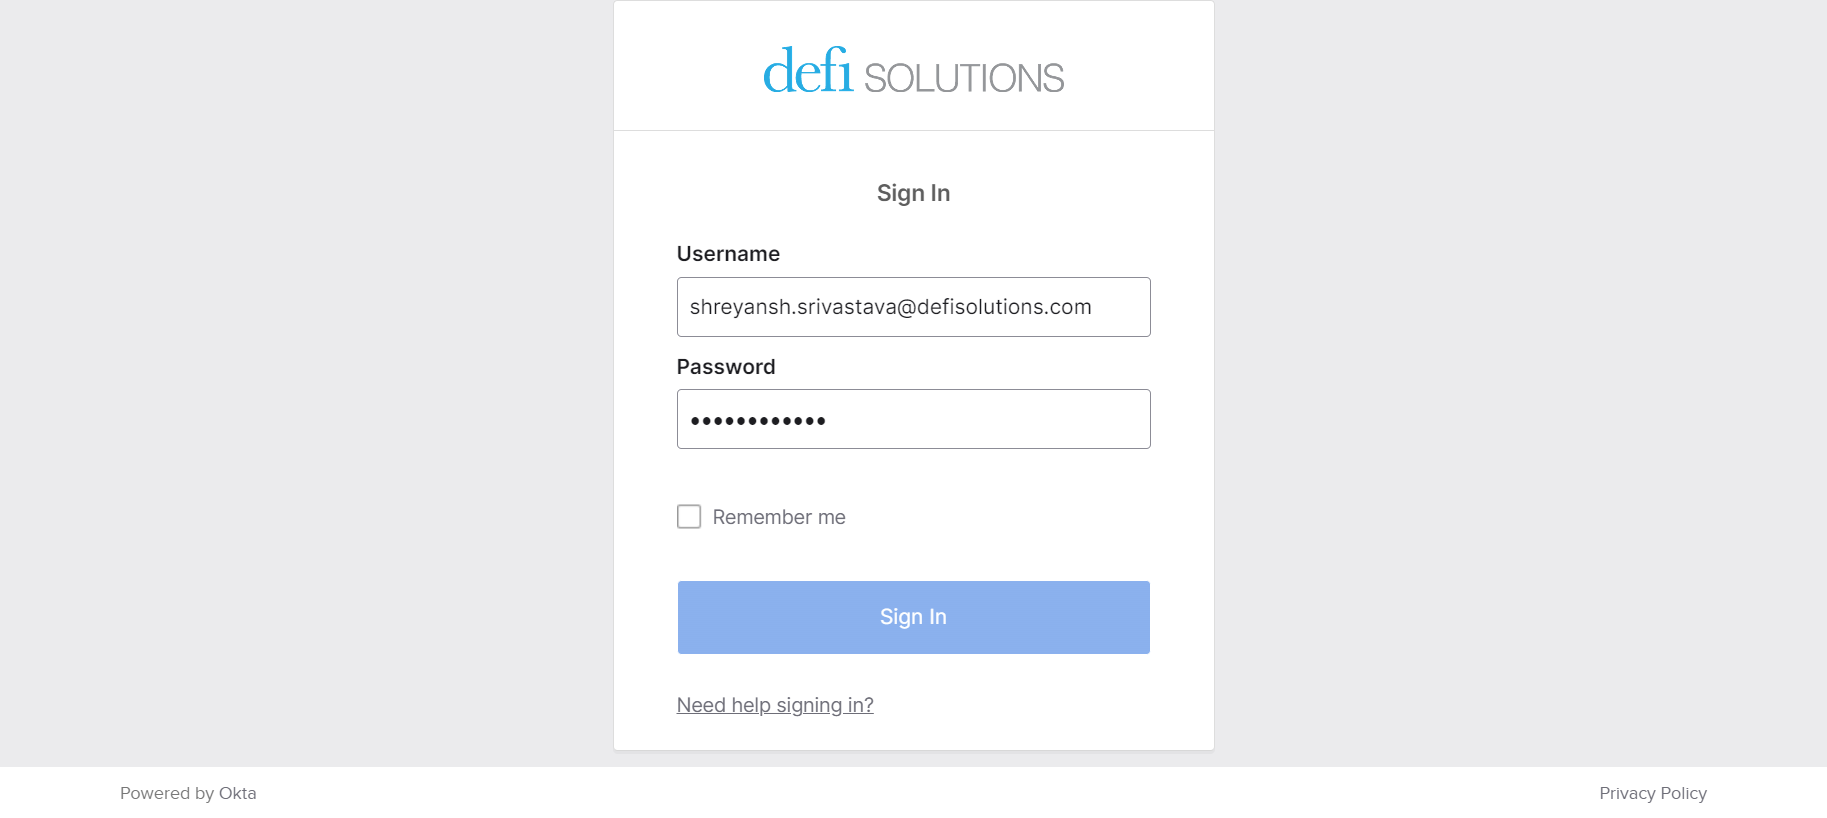 defi SOLUTIONS
Sign In
Username
shreyansh.srivastava@defisolutions.com
Password
••••••••••••
Remember me
Sign In
Need help signing in?
Powered by Okta
Privacy Policy